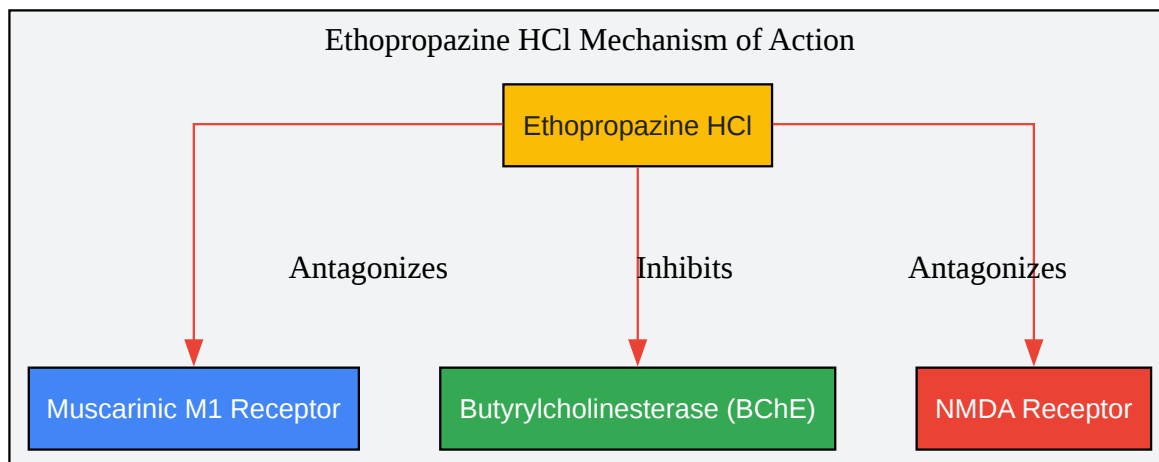 Ethopropazine HCl Mechanism of Action
Ethopropazine HCl
Antagonizes
Inhibits
Antagonizes
Muscarinic M1 Receptor
Butyrylcholinesterase (BChE)
NMDA Receptor